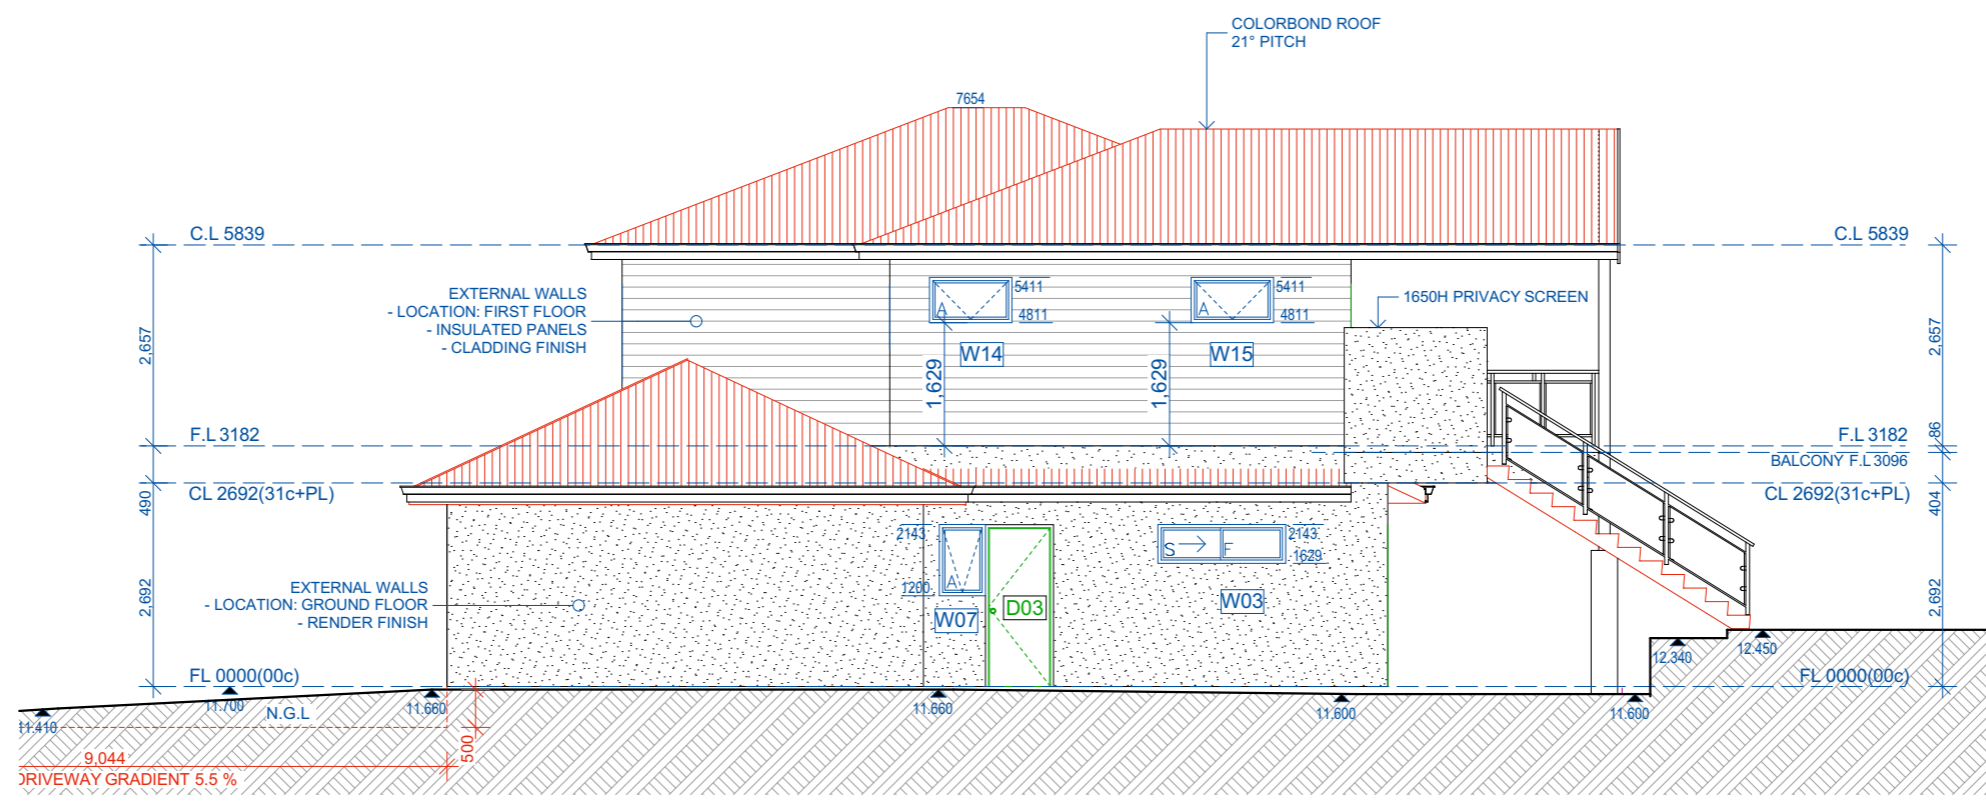 COLORBOND ROOF
21° PITCH
7654
C.L 5839
C.L 5839
EXTERNAL WALLS
- LOCATION: FIRST FLOOR
- INSULATED PANELS
- CLADDING FINISH
5411
4811
5411
4811
1650H PRIVACY SCREEN
A
A
W14
W15
2,657
1,629
1,629
2,657
F.L 3182
F.L 3182
86
BALCONY F.L 3096
490
CL 2692(31c+PL)
CL 2692(31c+PL)
404
2143
2143
S
F
1629
A
1200
EXTERNAL WALLS
- LOCATION: GROUND FLOOR
- RENDER FINISH
2,692
W07
D03
W03
2,692
12.340
12.450
FL 0000(00c)
FL 0000(00c)
11.410
11.700
N.G.L
11.660
11.660
11.600
11.600
500
9,044
DRIVEWAY GRADIENT 5.5 %